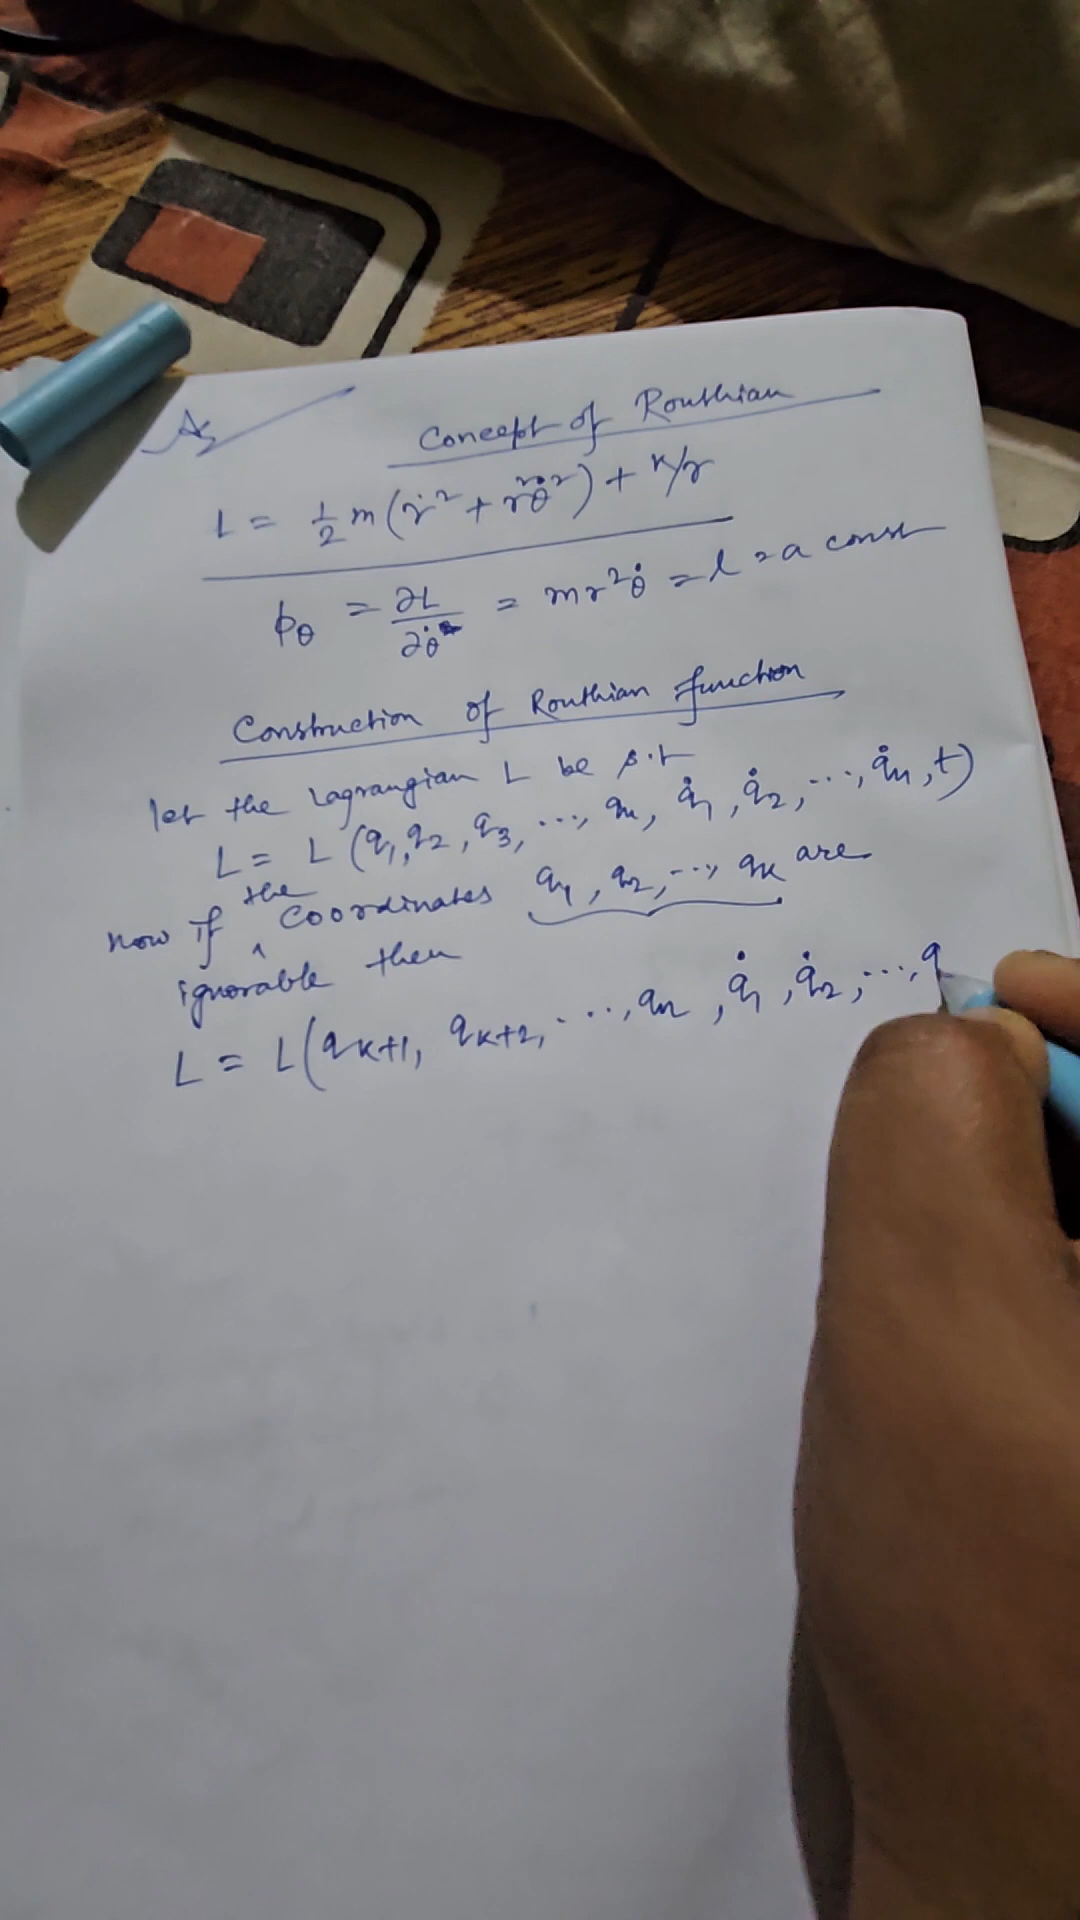 Concept of Routhian
L = 1/2 m(ṙ² + r²θ̇²) + K/r
pθ = ∂L/∂θ̇ = mr²θ̇ = l = a const
Construction of Routhian function
let the Lagrangian L be s.t
L = L (q₁, q₂, q₃, ..., qₙ, q̇₁, q̇₂, ..., q̇ₙ, t)
Now if the coordinates q₁, q₂, ..., qK are
ignorable then
L = L(qK+1, qK+2, ..., qₙ, q̇₁, q̇₂, ..., q